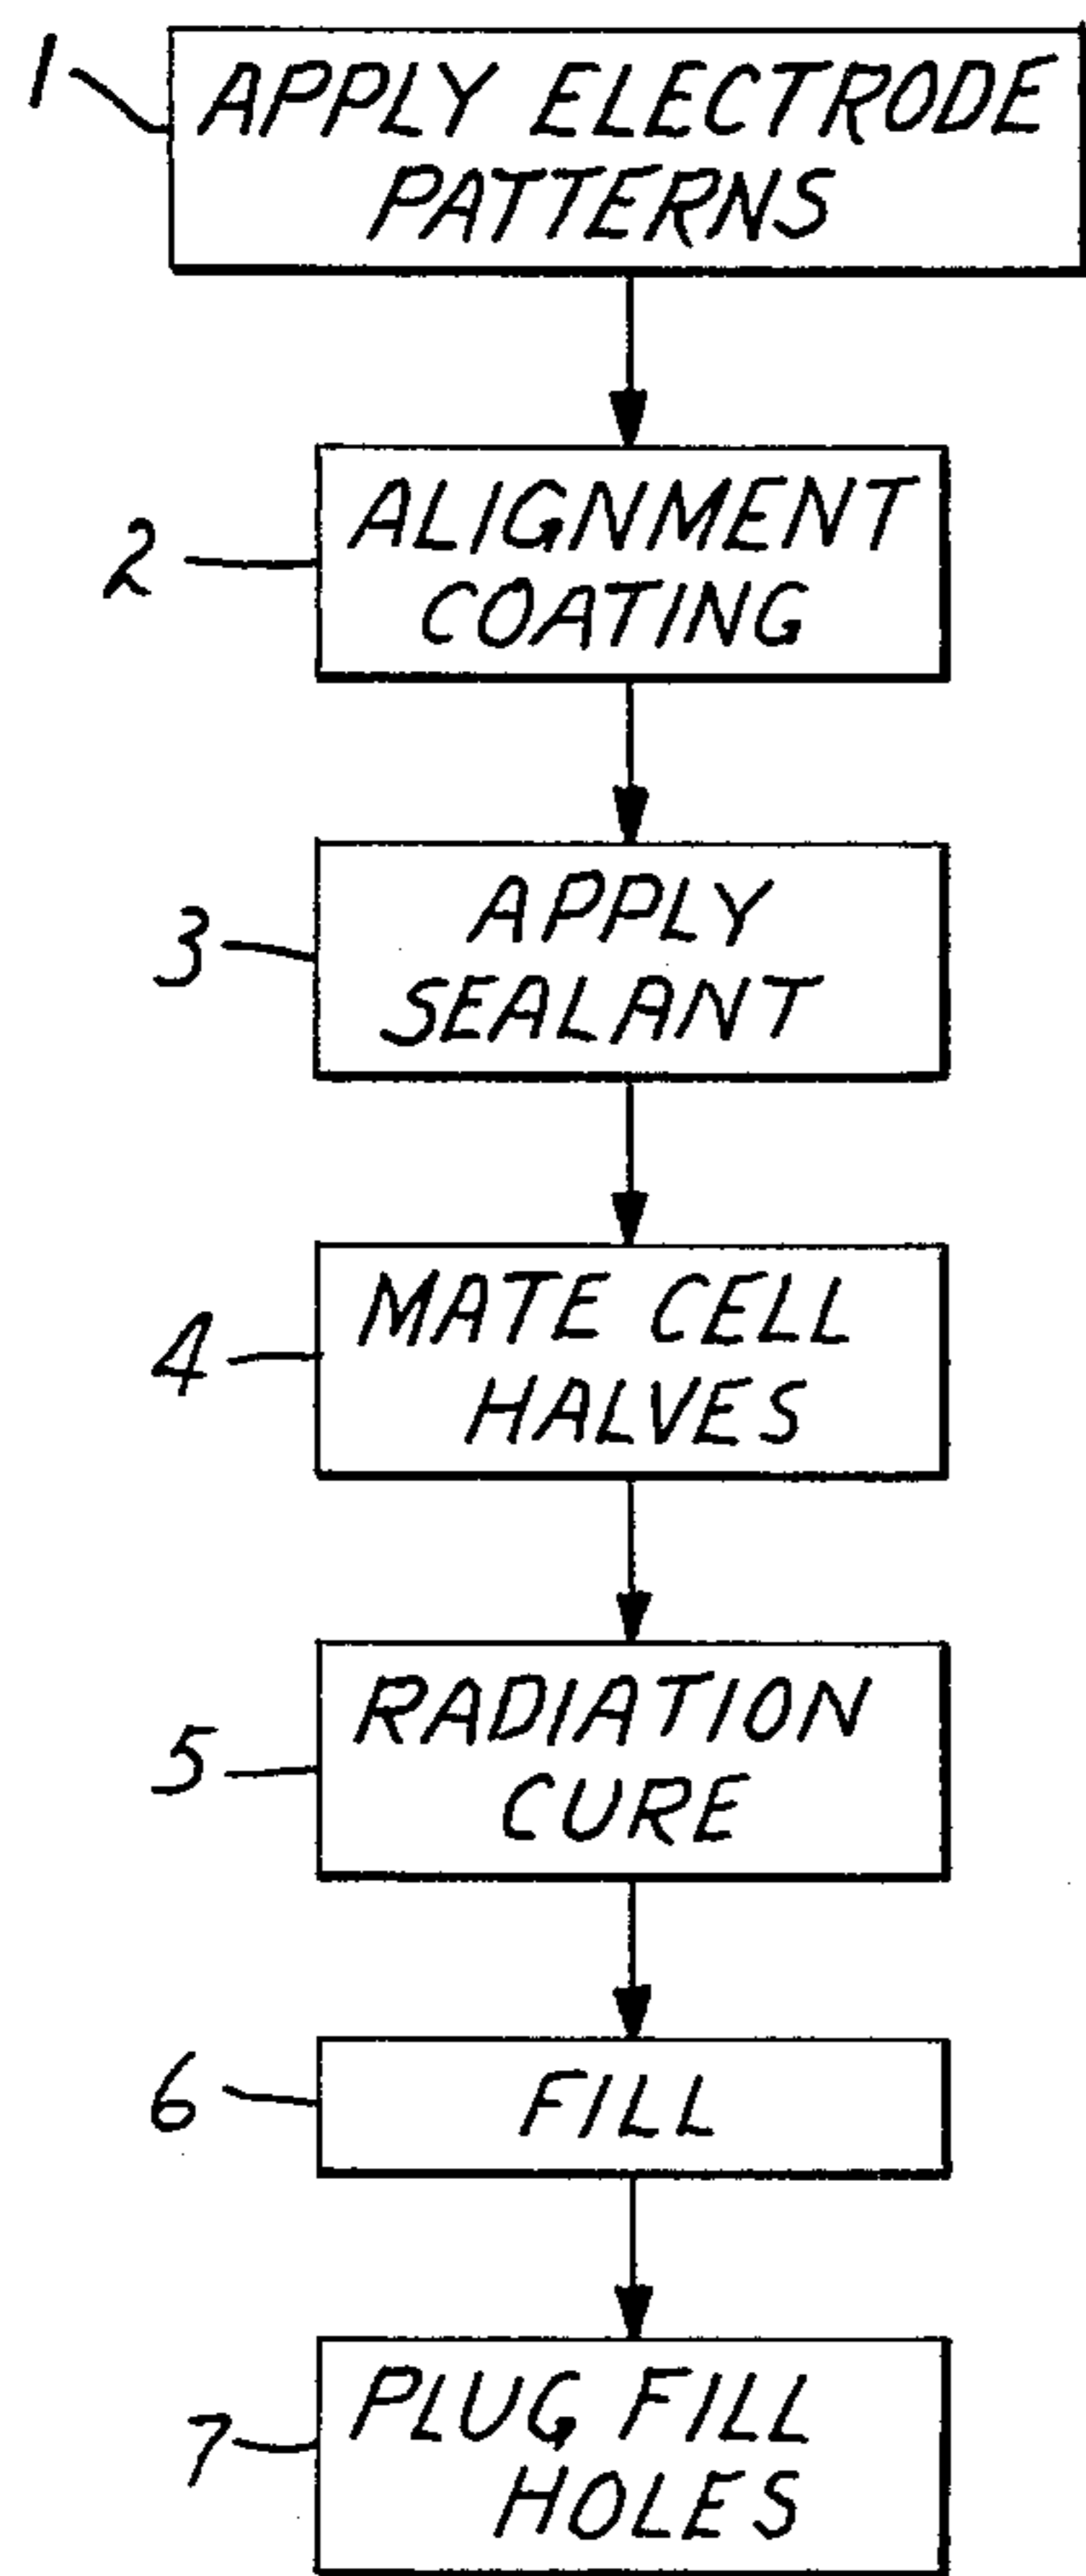 1
APPLY ELECTRODE
PATTERNS
2
ALIGNMENT
COATING
3
APPLY
SEALANT
4
MATE CELL
HALVES
5
RADIATION
CURE
6
FILL
7
PLUG FILL
HOLES